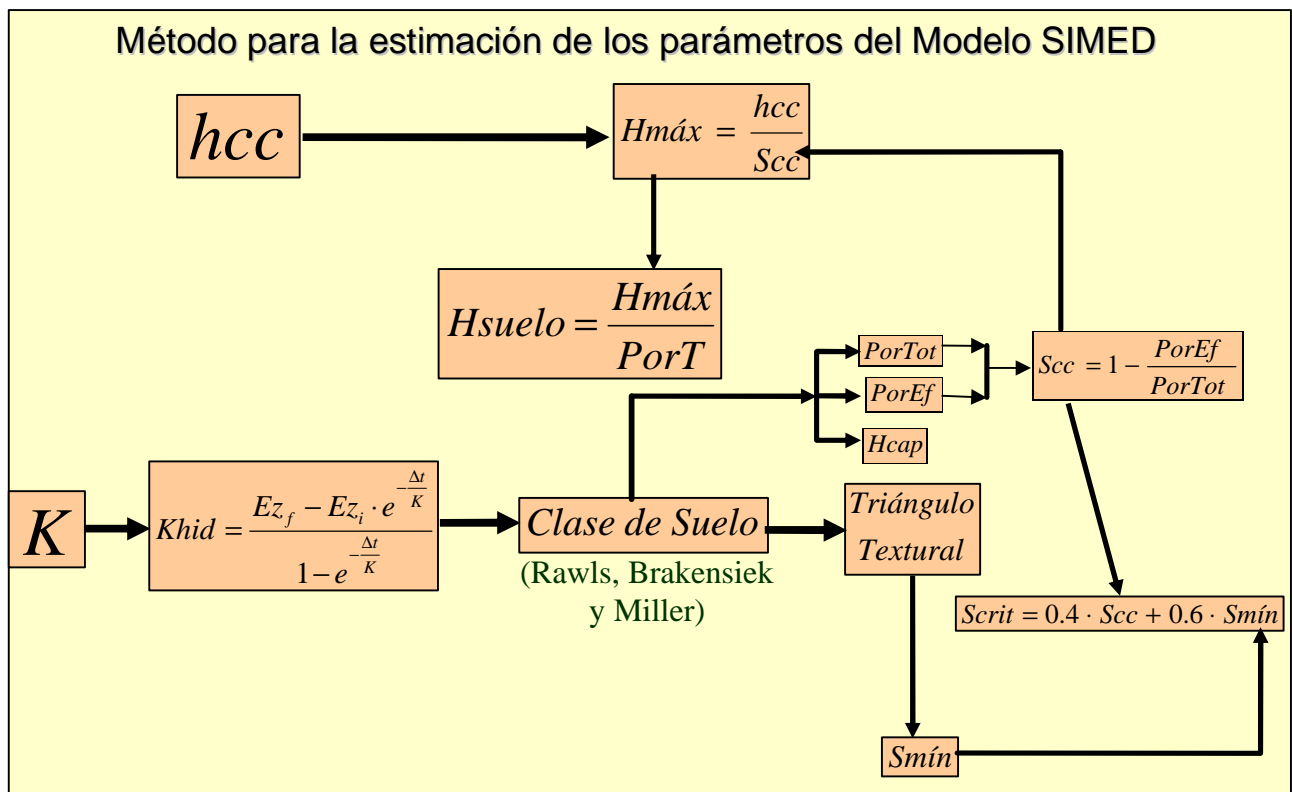 Método para la estimación de los parámetros del Modelo SIMED
hcc
Hmáx = hcc / Scc
Hsuelo = Hmáx / PorT
PorTot
PorEf
Hcap
Scc = 1 - PorEf / PorTot
K
Khid = (Ez_f - Ez_i · e^(-Δt/K)) / (1 - e^(-Δt/K))
Clase de Suelo
(Rawls, Brakensiek
y Miller)
Triángulo
Textural
Scrit = 0.4 · Scc + 0.6 · Smín
Smín